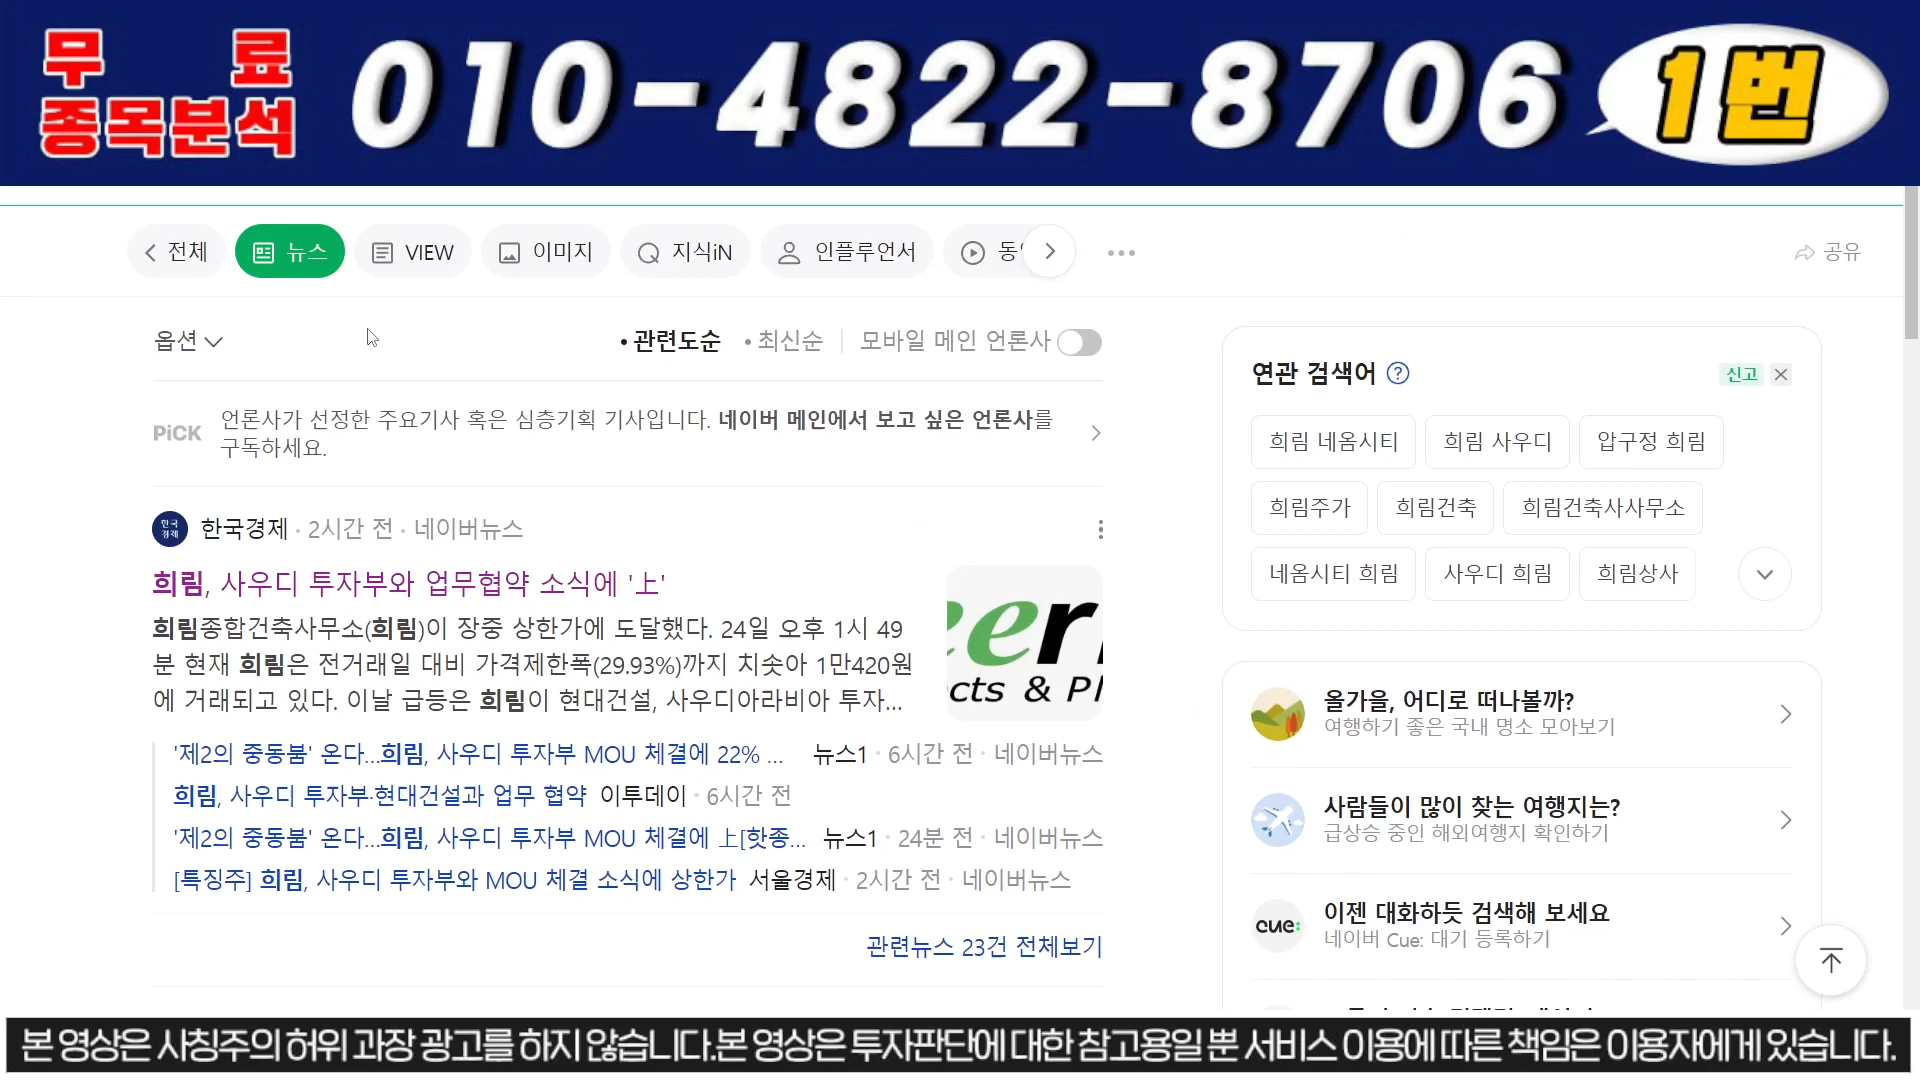 무 료
종목분석
010-4822-8706
1번
전체
뉴스
VIEW
이미지
지식iN
인플루언서
공유
옵션
• 관련도순 • 최신순 모바일 메인 언론사
PiCK
언론사가 선정한 주요기사 혹은 심층기획 기사입니다. 네이버 메인에서 보고 싶은 언론사를
구독하세요.
한국
경제
한국경제 · 2시간 전 · 네이버뉴스
희림, 사우디 투자부와 업무협약 소식에 '上'
희림종합건축사무소(희림)이 장중 상한가에 도달했다. 24일 오후 1시 49
분 현재 희림은 전거래일 대비 가격제한폭(29.93%)까지 치솟아 1만420원
에 거래되고 있다. 이날 급등은 희림이 현대건설, 사우디아라비아 투자...
cts & Pl
'제2의 중동붐' 온다...희림, 사우디 투자부 MOU 체결에 22% ... 뉴스1 · 6시간 전 · 네이버뉴스
희림, 사우디 투자부·현대건설과 업무 협약 이투데이 · 6시간 전
'제2의 중동붐' 온다...희림, 사우디 투자부 MOU 체결에 上[핫종... 뉴스1 · 24분 전 · 네이버뉴스
[특징주] 희림, 사우디 투자부와 MOU 체결 소식에 상한가 서울경제 · 2시간 전 · 네이버뉴스
관련뉴스 23건 전체보기
연관 검색어 ? 신고
희림 네옴시티 희림 사우디 압구정 희림
희림주가 희림건축 희림건축사사무소
네옴시티 희림 사우디 희림 희림상사
올가을, 어디로 떠나볼까?
여행하기 좋은 국내 명소 모아보기
사람들이 많이 찾는 여행지는?
급상승 중인 해외여행지 확인하기
cue:
이젠 대화하듯 검색해 보세요
네이버 Cue: 대기 등록하기
본 영상은 사칭주의 허위 과장 광고를 하지 않습니다.본 영상은 투자판단에 대한 참고용일 뿐 서비스 이용에 따른 책임은 이용자에게 있습니다.